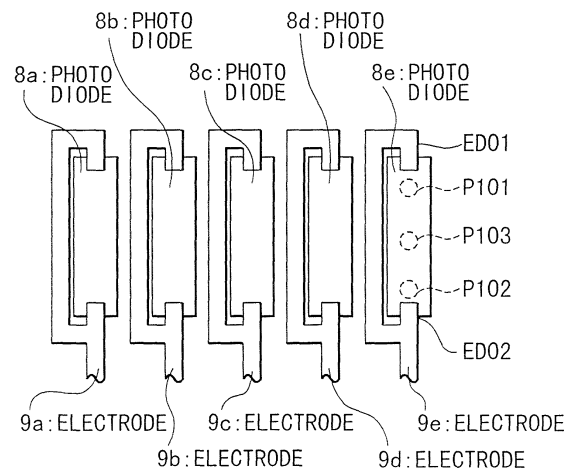 8b:PHOTO
DIODE
8d:PHOTO
DIODE
8a:PHOTO
DIODE
8c:PHOTO
DIODE
8e:PHOTO
DIODE
ED01
P101
P103
P102
ED02
9a:ELECTRODE
9c:ELECTRODE
9e:ELECTRODE
9b:ELECTRODE
9d:ELECTRODE